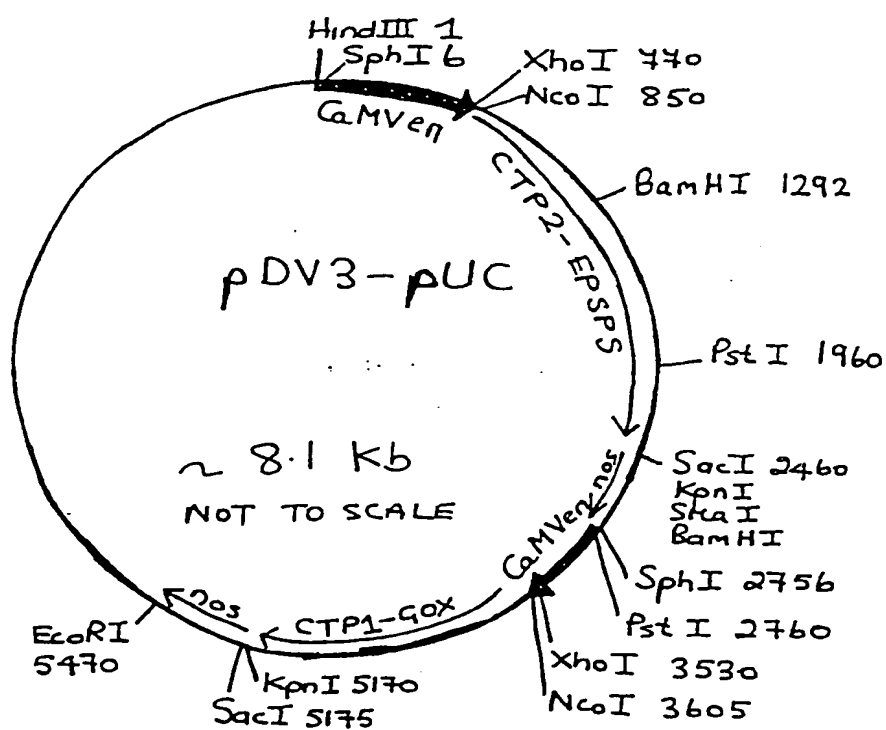 HindIII 1
SphI 6
XhoI 770
NcoI 850
CaMVen
BamHI 1292
CTP2-EPSPS
pDV3-pUC
PstI 1960
~ 8.1 Kb
NOT TO SCALE
SacI 2460
KpnI
SmaI
BamHI
nos
CaMVen
SphI 2756
PstI 2760
XhoI 3530
NcoI 3605
CTP1-GOX
nos
KpnI 5170
SacI 5175
EcoRI
5470